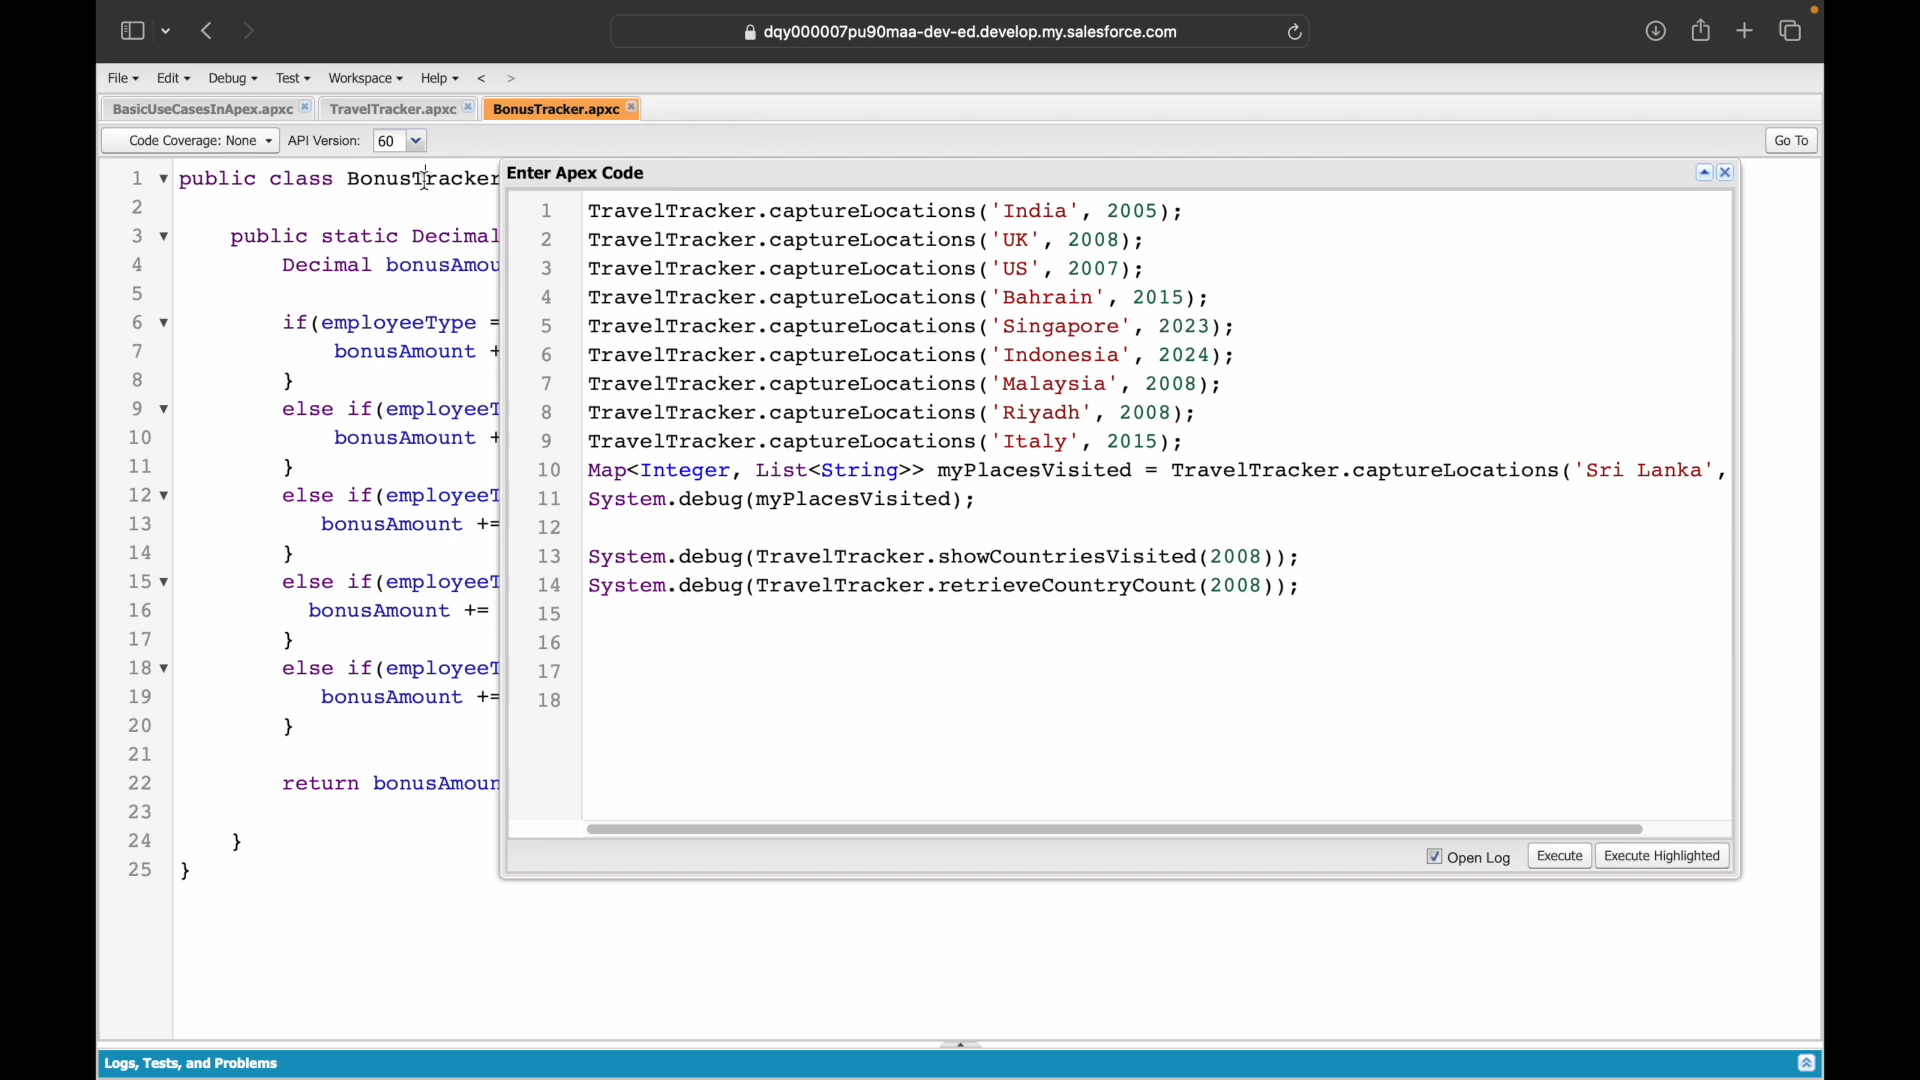 dqy000007pu90maa-dev-ed.develop.my.salesforce.com
File Edit Debug Test Workspace Help < >
BasicUseCasesInApex.apxc TravelTracker.apxc BonusTracker.apxc
Code Coverage: None API Version: 60 Go To
1 public class BonusTracker
2
3 public static Decimal
4 Decimal bonusAmou
5
6 if(employeeType =
7 bonusAmount +
8 }
9 else if(employeeT
10 bonusAmount +
11 }
12 else if(employeeT
13 bonusAmount +=
14 }
15 else if(employeeT
16 bonusAmount +=
17 }
18 else if(employeeT
19 bonusAmount +=
20 }
21
22 return bonusAmoun
23
24 }
25 }
Enter Apex Code
1 TravelTracker.captureLocations('India', 2005);
2 TravelTracker.captureLocations('UK', 2008);
3 TravelTracker.captureLocations('US', 2007);
4 TravelTracker.captureLocations('Bahrain', 2015);
5 TravelTracker.captureLocations('Singapore', 2023);
6 TravelTracker.captureLocations('Indonesia', 2024);
7 TravelTracker.captureLocations('Malaysia', 2008);
8 TravelTracker.captureLocations('Riyadh', 2008);
9 TravelTracker.captureLocations('Italy', 2015);
10 Map<Integer, List<String>> myPlacesVisited = TravelTracker.captureLocations('Sri Lanka',
11 System.debug(myPlacesVisited);
12
13 System.debug(TravelTracker.showCountriesVisited(2008));
14 System.debug(TravelTracker.retrieveCountryCount(2008));
15
16
17
18
Open Log Execute Execute Highlighted
Logs, Tests, and Problems